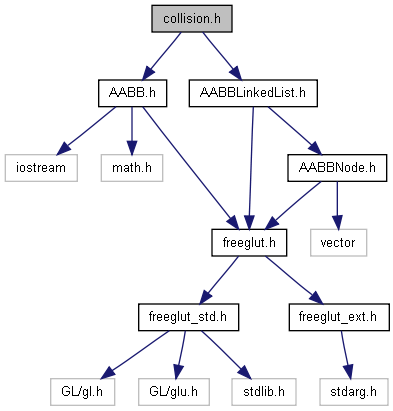 collision.h
AABB.h
AABBLinkedList.h
iostream
math.h
AABBNode.h
freeglut.h
vector
freeglut_std.h
freeglut_ext.h
GL/gl.h
GL/glu.h
stdlib.h
stdarg.h